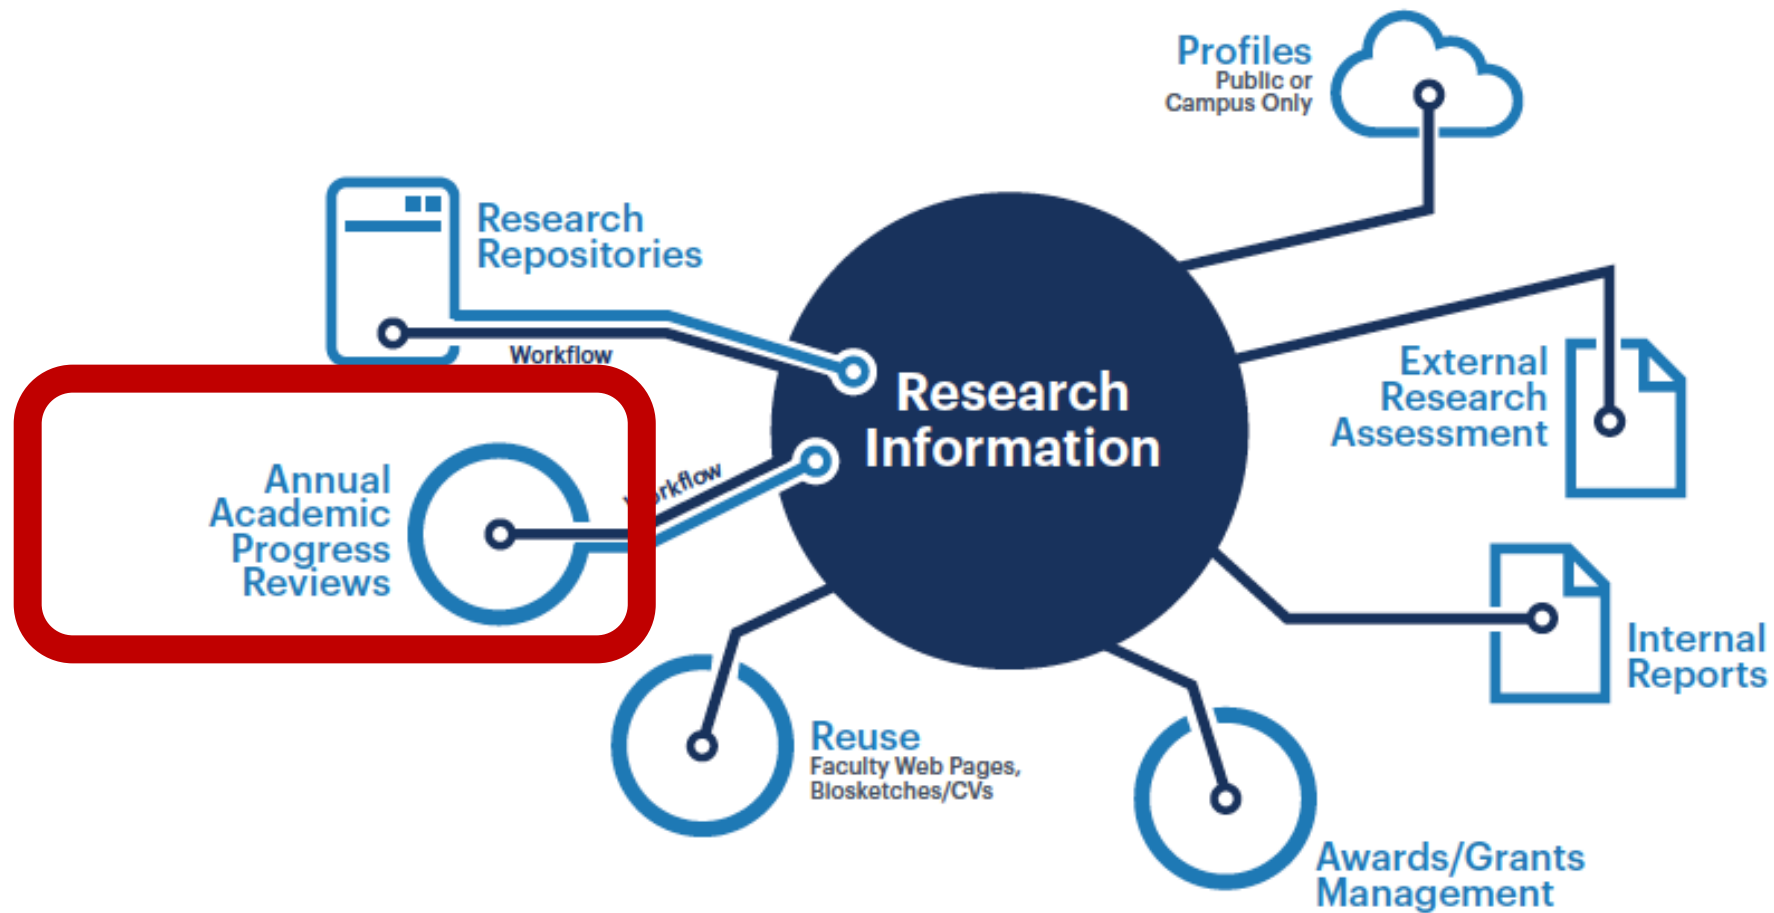 Profiles
Public or
Campus Only
Research
Repositories
Workflow
External
Research
Assessment
Research
Information
Annual
Academic
Progress
Reviews
Internal
Reports
Reuse
Faculty Web Pages,
Biosketches/CVs
Awards/Grants
Management